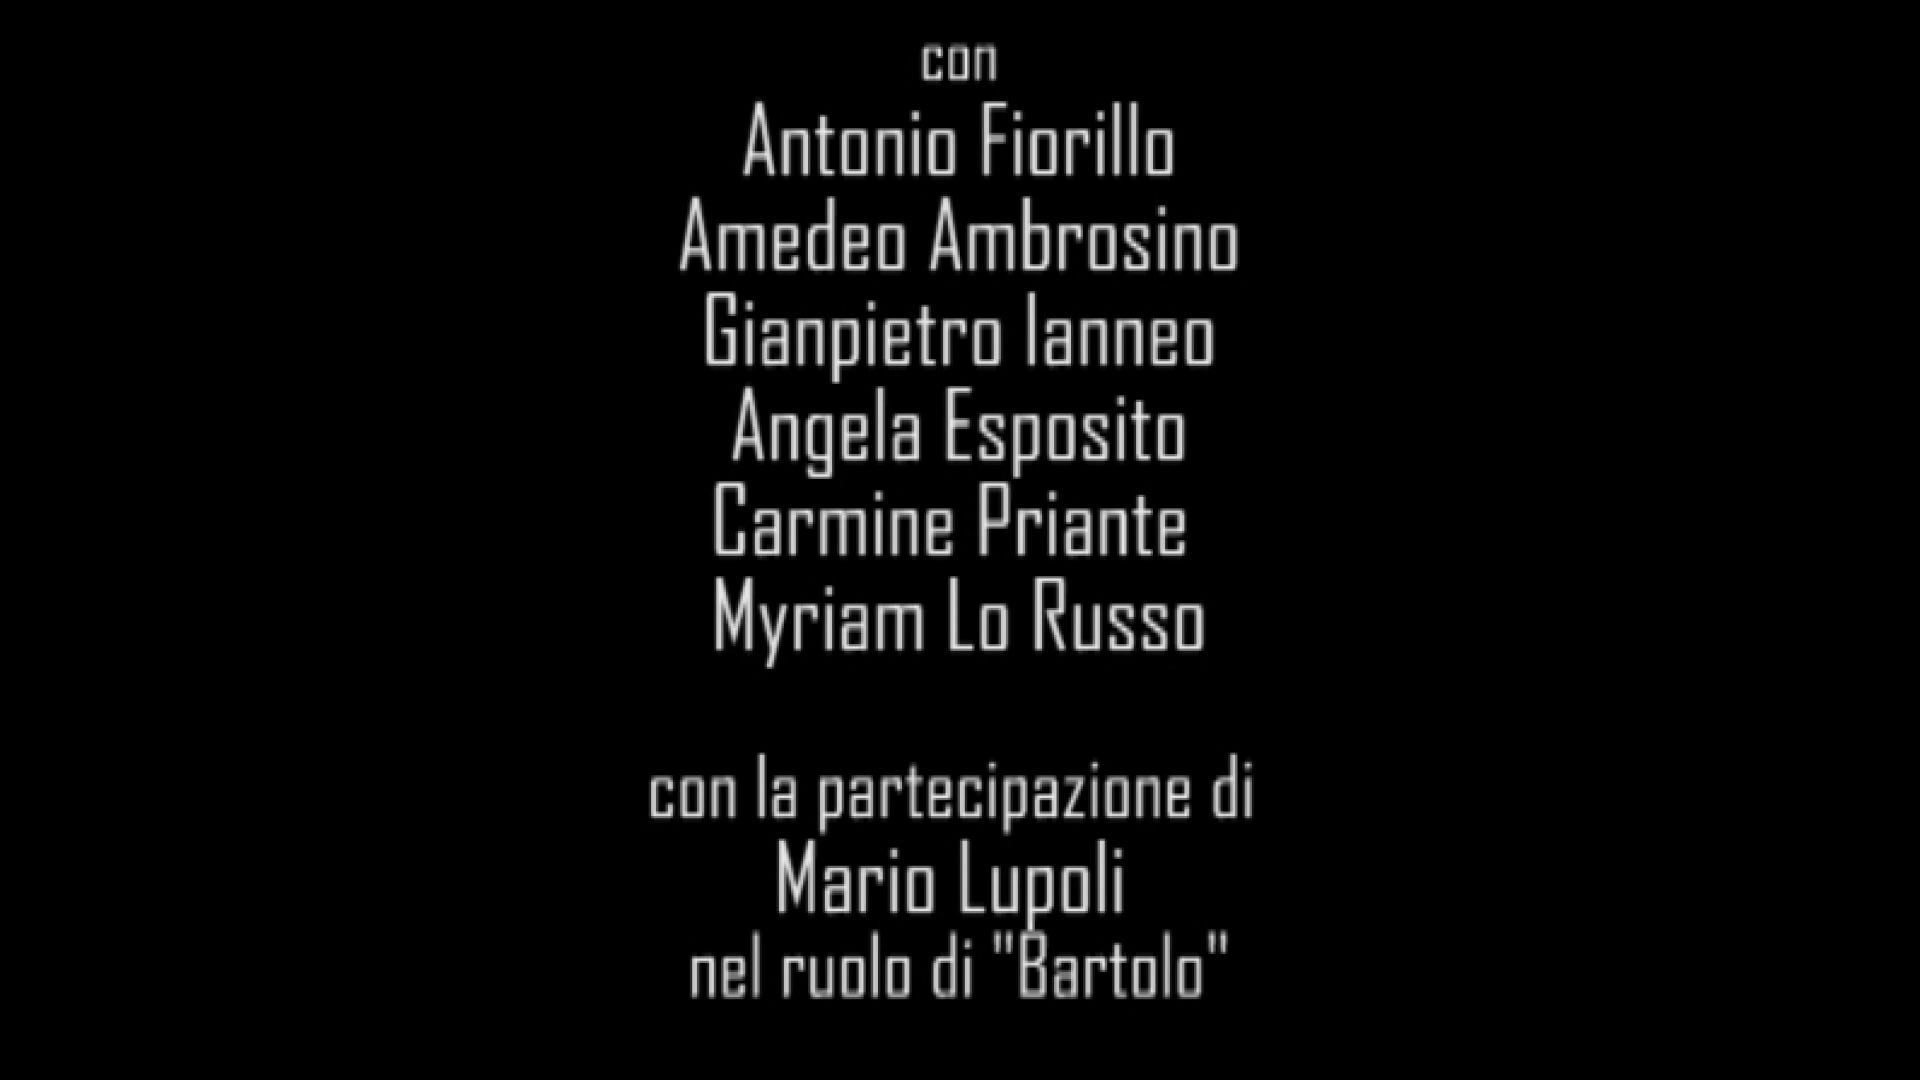 con
Antonio Fiorillo
Amedeo Ambrosino
Gianpietro Ianneo
Angela Esposito
Carmine Priante
Myriam Lo Russo
con la partecipazione di
Mario Lupoli
nel ruolo di "Bartolo"